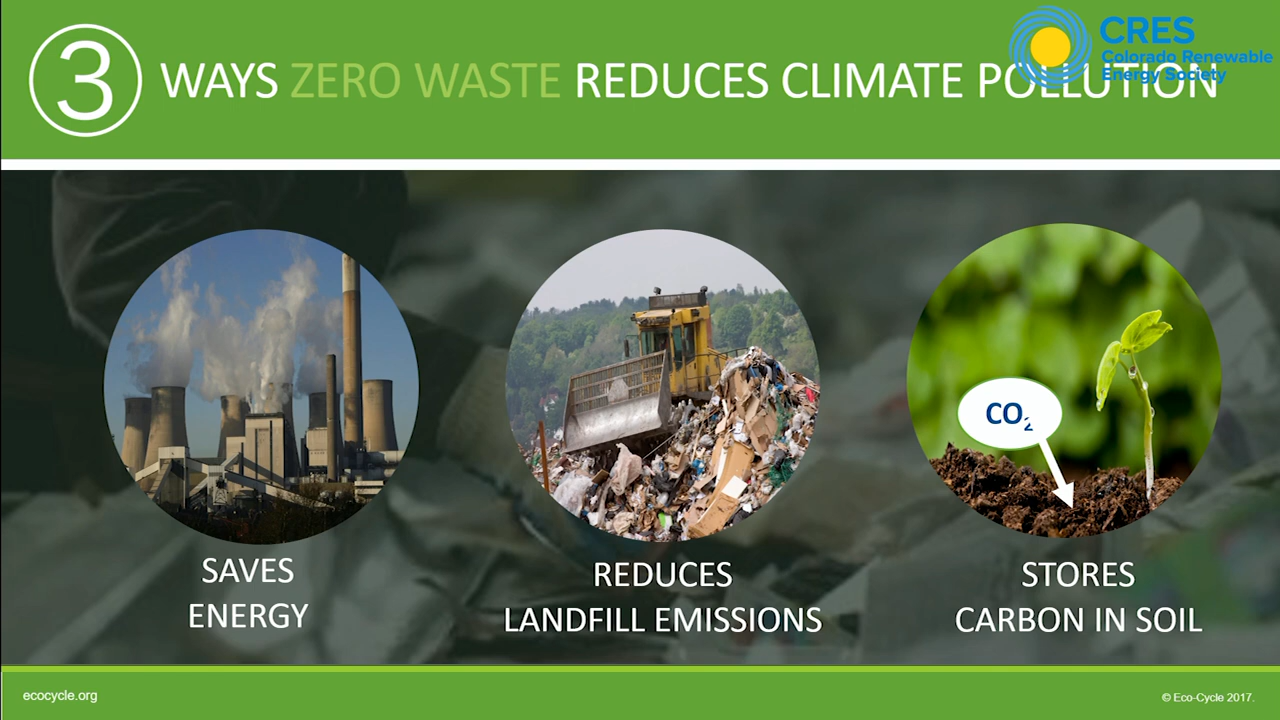 3 WAYS ZERO WASTE REDUCES CLIMATE POLLUTION
CRES
Colorado Renewable
Energy Society
CO₂
SAVES
ENERGY
REDUCES
LANDFILL EMISSIONS
STORES
CARBON IN SOIL
ecocycle.org
© Eco-Cycle 2017.